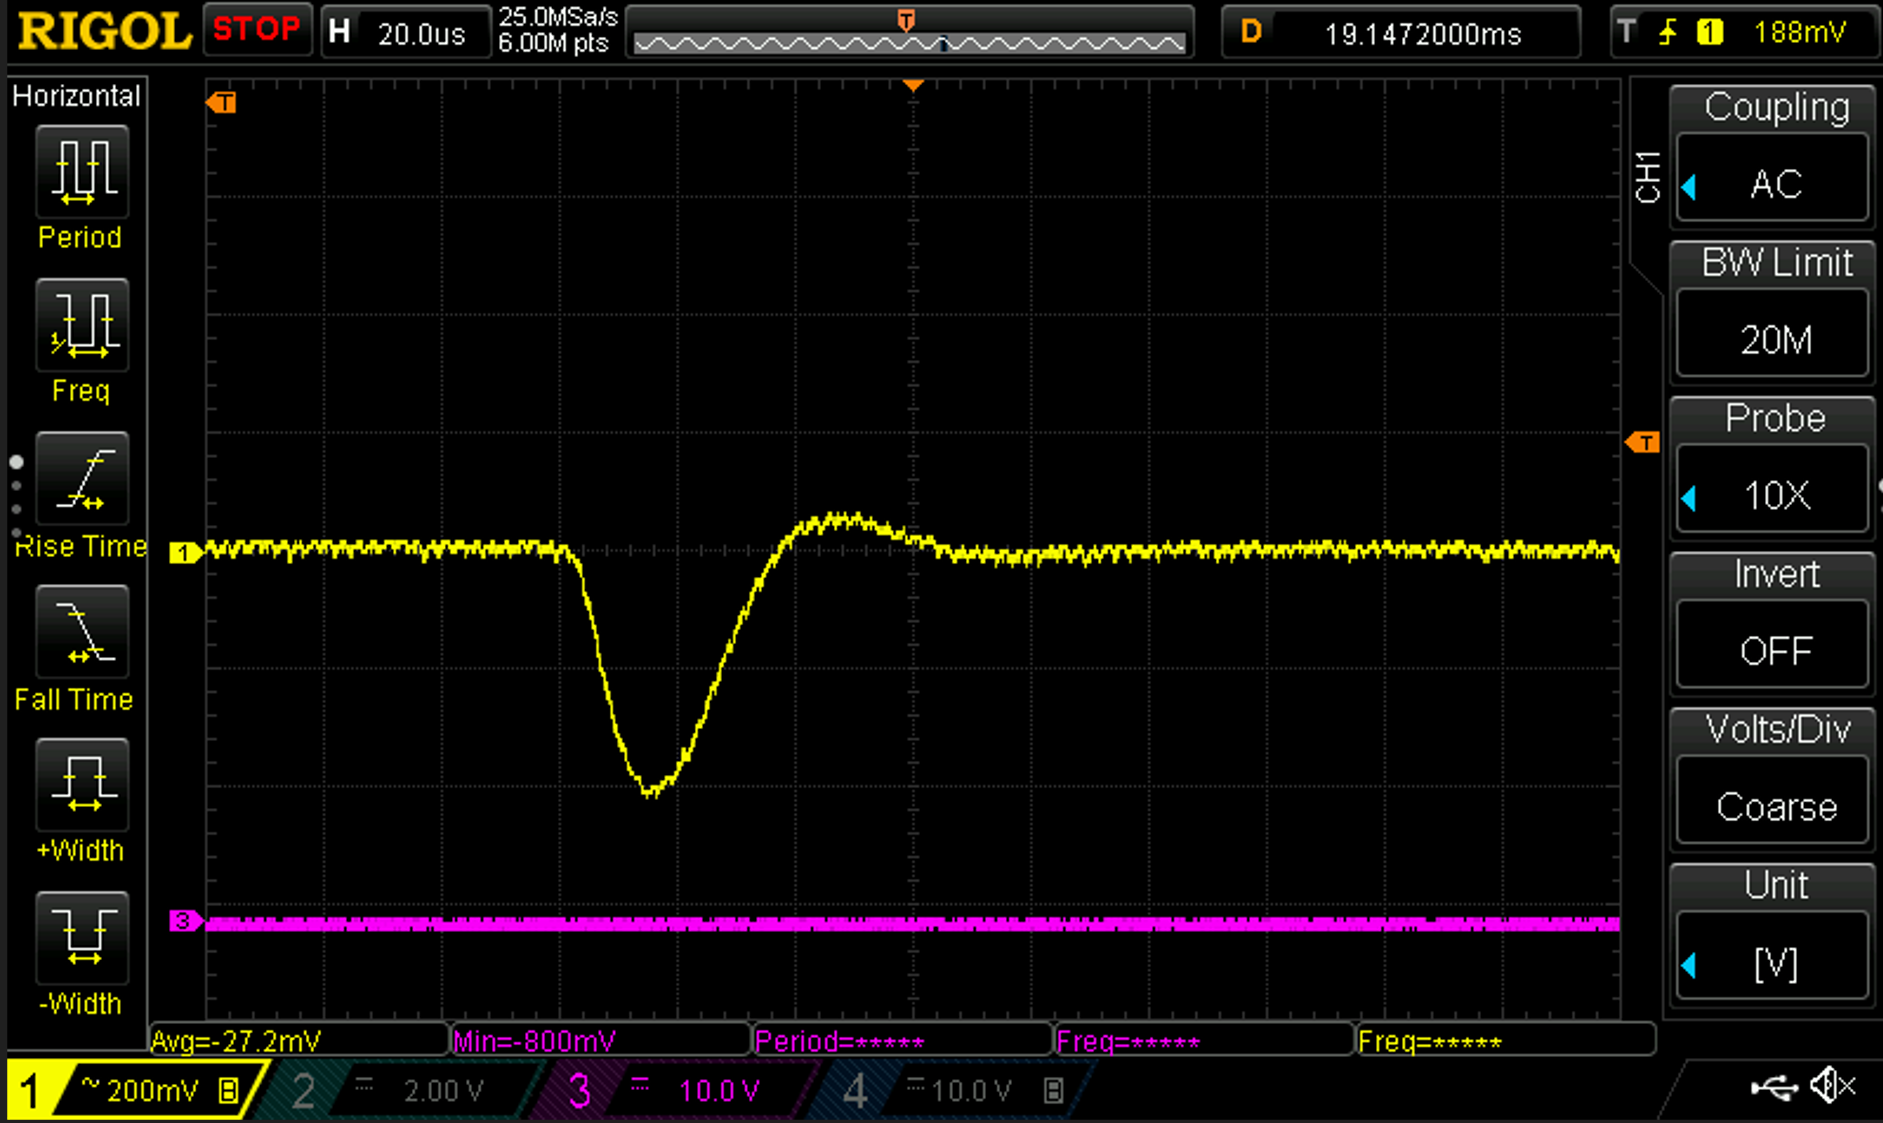 RIGOL STOP H 20.0us 25.0MSa/s T D 19.1472000ms T 1 188mV
6.00M pts
Horizontal
Period
Freq
Rise Time
Fall Time
+Width
-Width
T
1
3
T
CH1
Coupling
AC
BW Limit
20M
Probe
10X
Invert
OFF
Volts/Div
Coarse
Unit
[V]
Avg=-27.2mV Min=-800mV Period=***** Freq=***** Freq=*****
1 ~ 200mV B 2 2.00 V 3 10.0 V 4 10.0 V B